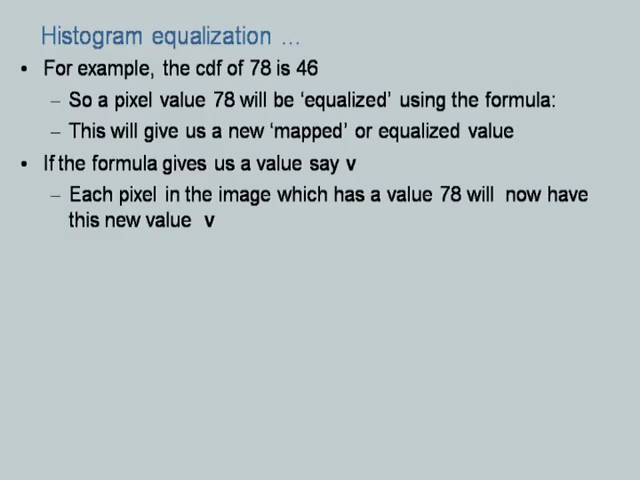 Histogram equalization ...
• For example, the cdf of 78 is 46
– So a pixel value 78 will be ‘equalized’ using the formula:
– This will give us a new ‘mapped’ or equalized value
• If the formula gives us a value say v
– Each pixel in the image which has a value 78 will now have
this new value v